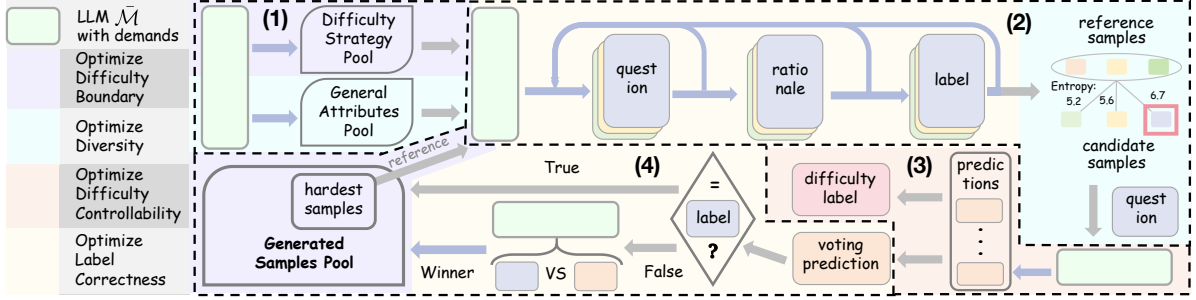 LLM M̄
with demands
Optimize
Difficulty
Boundary
Optimize
Diversity
Optimize
Difficulty
Controllability
Optimize
Label
Correctness
(1)
Difficulty
Strategy
Pool
General
Attributes
Pool
reference
(2)
quest
ion
ratio
nale
label
reference
samples
Entropy:
5.2
5.6
6.7
candidate
samples
quest
ion
(3)
predic
tions
difficulty
label
voting
prediction
(4)
=
label
?
True
False
VS
Winner
hardest
samples
Generated
Samples Pool